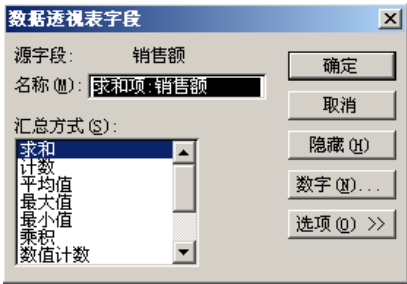 数据透视表字段
源字段: 销售额
名称(M): 求和项:销售额
汇总方式(S):
求和
计数
平均值
最大值
最小值
乘积
数值计数
确定
取消
隐藏(H)
数字(N)...
选项(O) >>